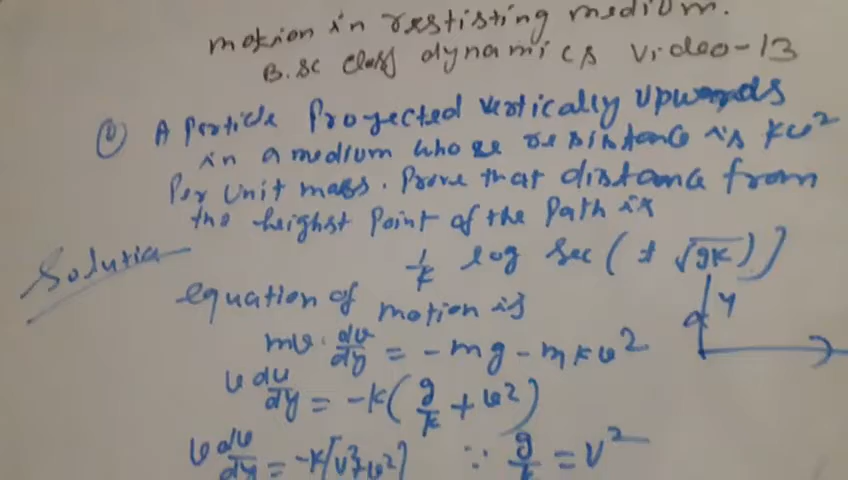 motion in restisting medium.
B.sc class dynamics video-13
A Particle Projected vertically upwards
in a medium whose resistance is kv²
Per unit mass. Prove that distance from
the heighst Point of the Path is
1/k log sec (t √gk)
Solution
equation of motion is
mv. dv/dy = -mg - mkv²
y
v dv/dy = -k(g/k + v²)
v dv/dy = -k[V²+v²] ∵ g/k = V²